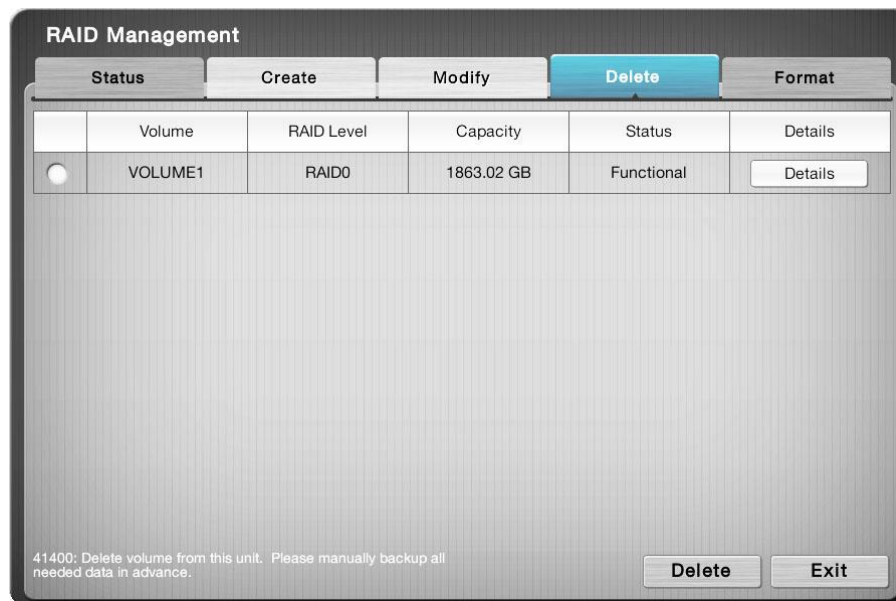 RAID Management
Status Create Modify Delete Format
Volume RAID Level Capacity Status Details
VOLUME1 RAID0 1863.02 GB Functional Details
41400: Delete volume from this unit. Please manually backup all
needed data in advance.
Delete Exit